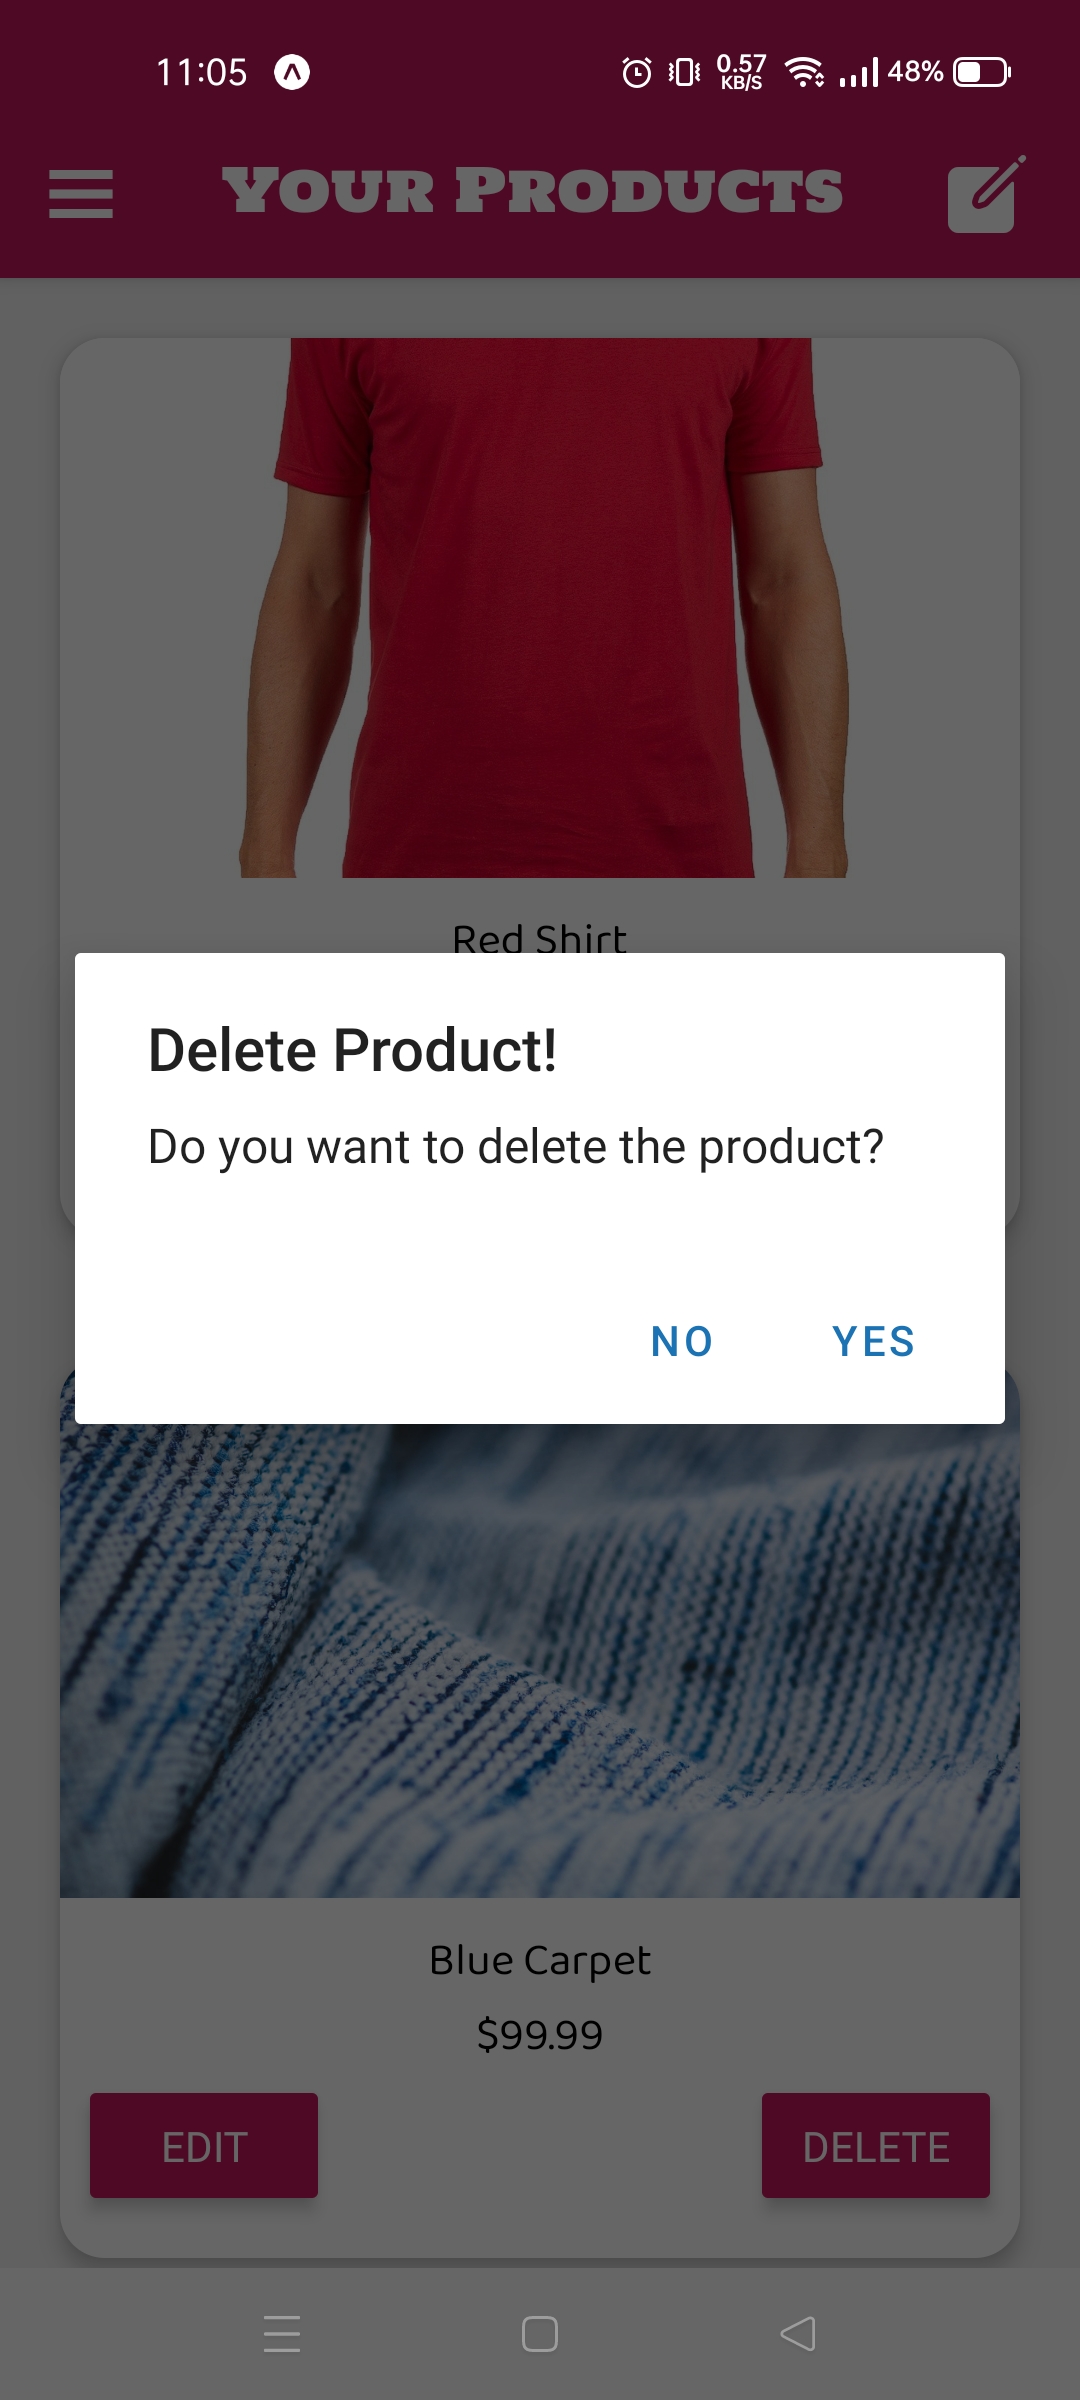 11:05 0.57 KB/S 48%
Your Products
Red Shirt
Delete Product!
Do you want to delete the product?
NO YES
Blue Carpet
$99.99
EDIT DELETE